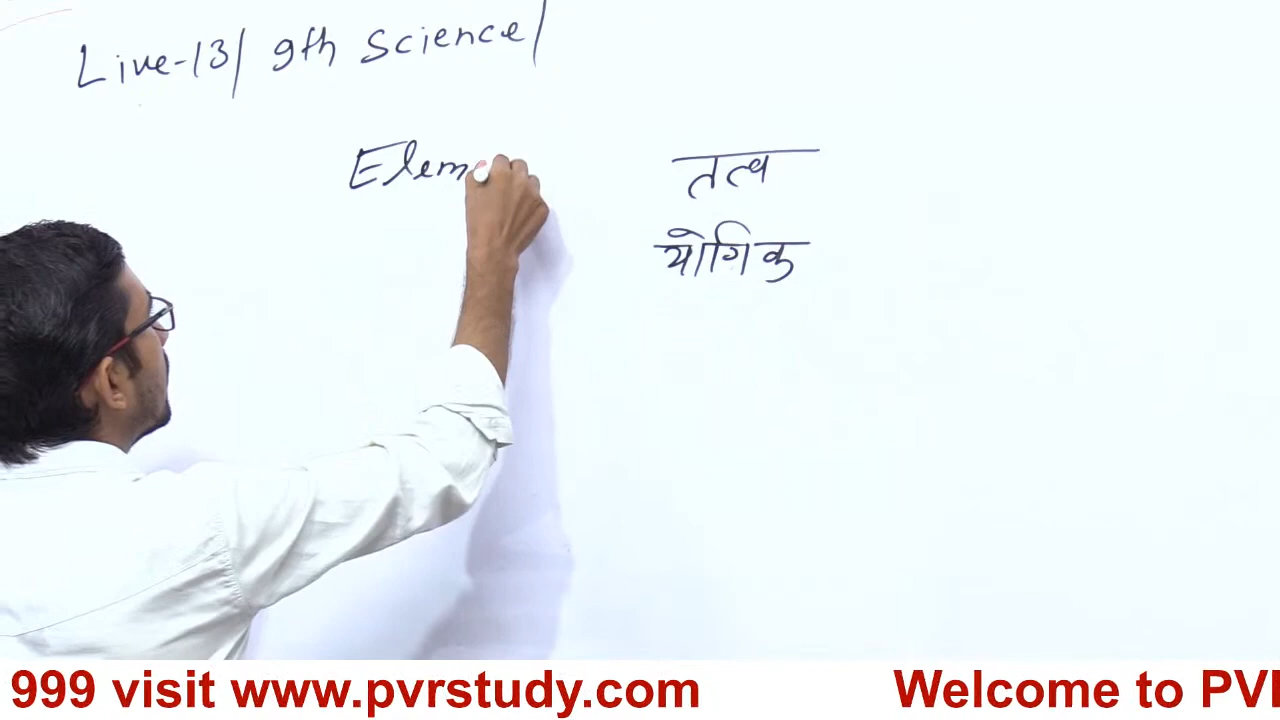 Live-13/ 9th Science/
Elem तत्व
योगिक
999 visit www.pvrstudy.com Welcome to PV